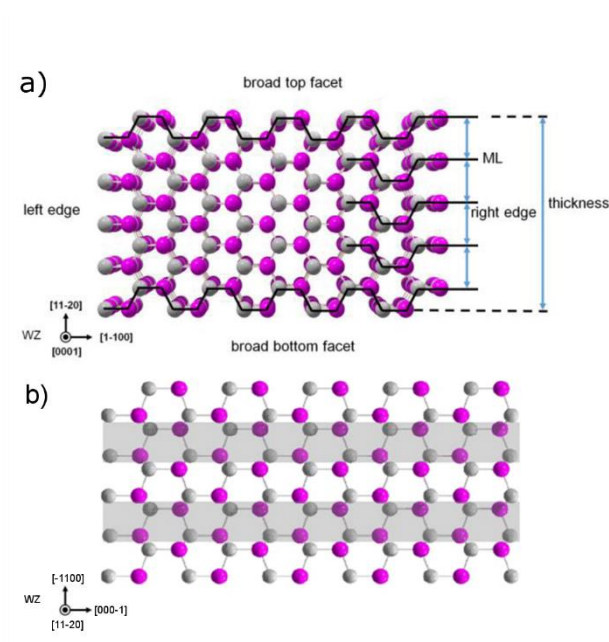 a)
broad top facet
ML
left edge
right edge
thickness
[11-20]
WZ
[1-100]
[0001]
broad bottom facet
b)
[-1100]
WZ
[000-1]
[11-20]